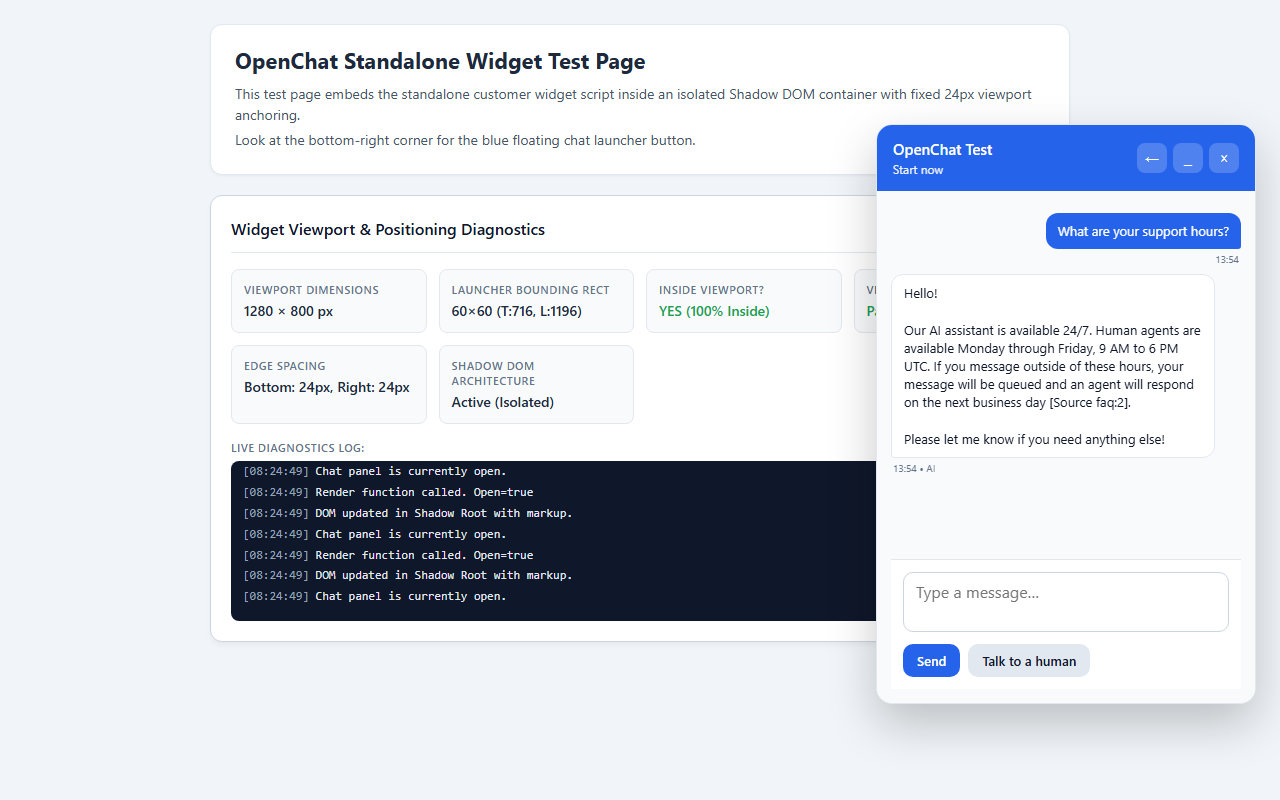 OpenChat Standalone Widget Test Page
This test page embeds the standalone customer widget script inside an isolated Shadow DOM container with fixed 24px viewport
anchoring.
Look at the bottom-right corner for the blue floating chat launcher button.
Widget Viewport & Positioning Diagnostics
VIEWPORT DIMENSIONS
1280 × 800 px
LAUNCHER BOUNDING RECT
60×60 (T:716, L:1196)
INSIDE VIEWPORT?
YES (100% Inside)
EDGE SPACING
Bottom: 24px, Right: 24px
SHADOW DOM
ARCHITECTURE
Active (Isolated)
LIVE DIAGNOSTICS LOG:
[08:24:49] Chat panel is currently open.
[08:24:49] Render function called. Open=true
[08:24:49] DOM updated in Shadow Root with markup.
[08:24:49] Chat panel is currently open.
[08:24:49] Render function called. Open=true
[08:24:49] DOM updated in Shadow Root with markup.
[08:24:49] Chat panel is currently open.
OpenChat Test
Start now
← _ ×
What are your support hours?
13:54
Hello!
Our AI assistant is available 24/7. Human agents are
available Monday through Friday, 9 AM to 6 PM
UTC. If you message outside of these hours, your
message will be queued and an agent will respond
on the next business day [Source faq:2].
Please let me know if you need anything else!
13:54 • AI
Type a message...
Send
Talk to a human